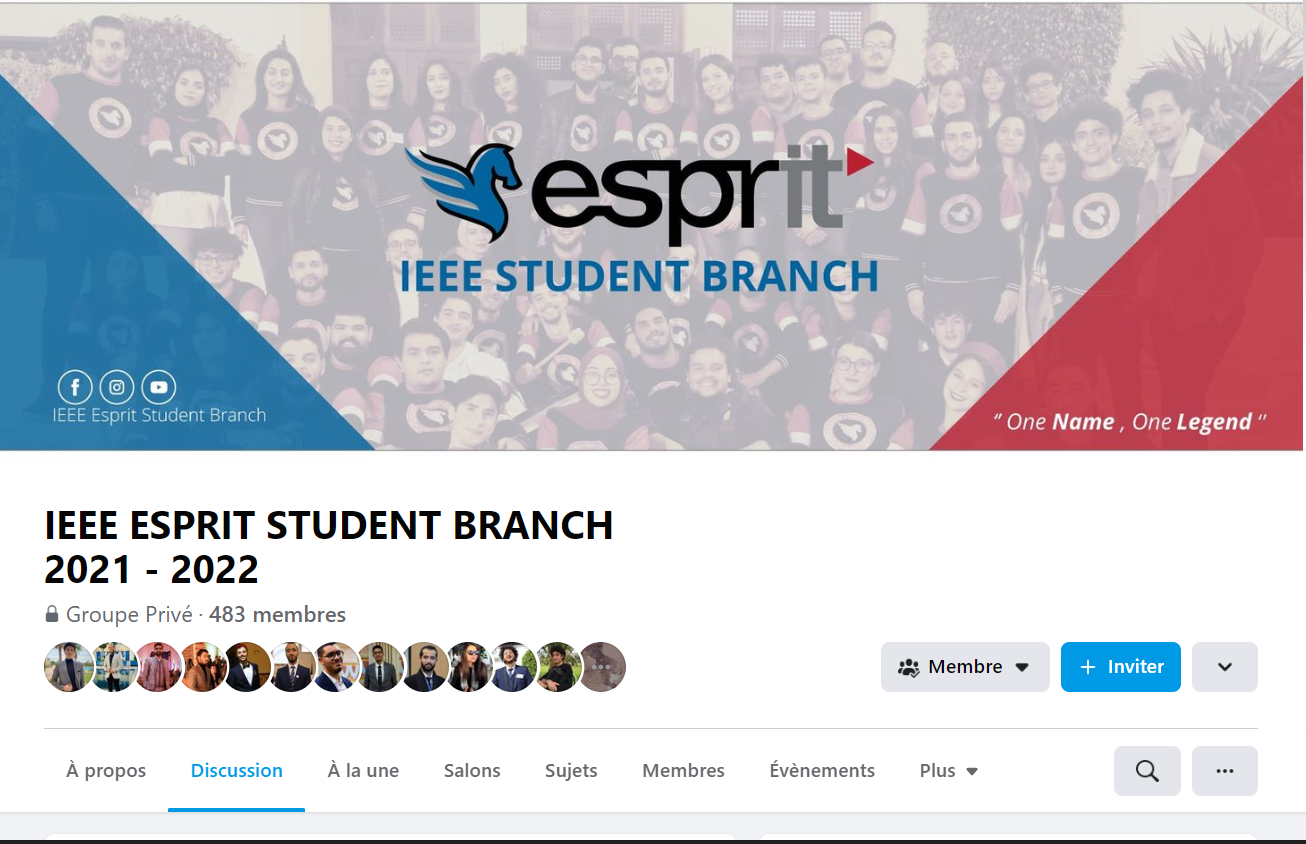 esprit
IEEE STUDENT BRANCH
IEEE Esprit Student Branch
“ One Name , One Legend “
IEEE ESPRIT STUDENT BRANCH
2021 - 2022
Groupe Privé · 483 membres
Membre
+ Inviter
À propos
Discussion
À la une
Salons
Sujets
Membres
Évènements
Plus